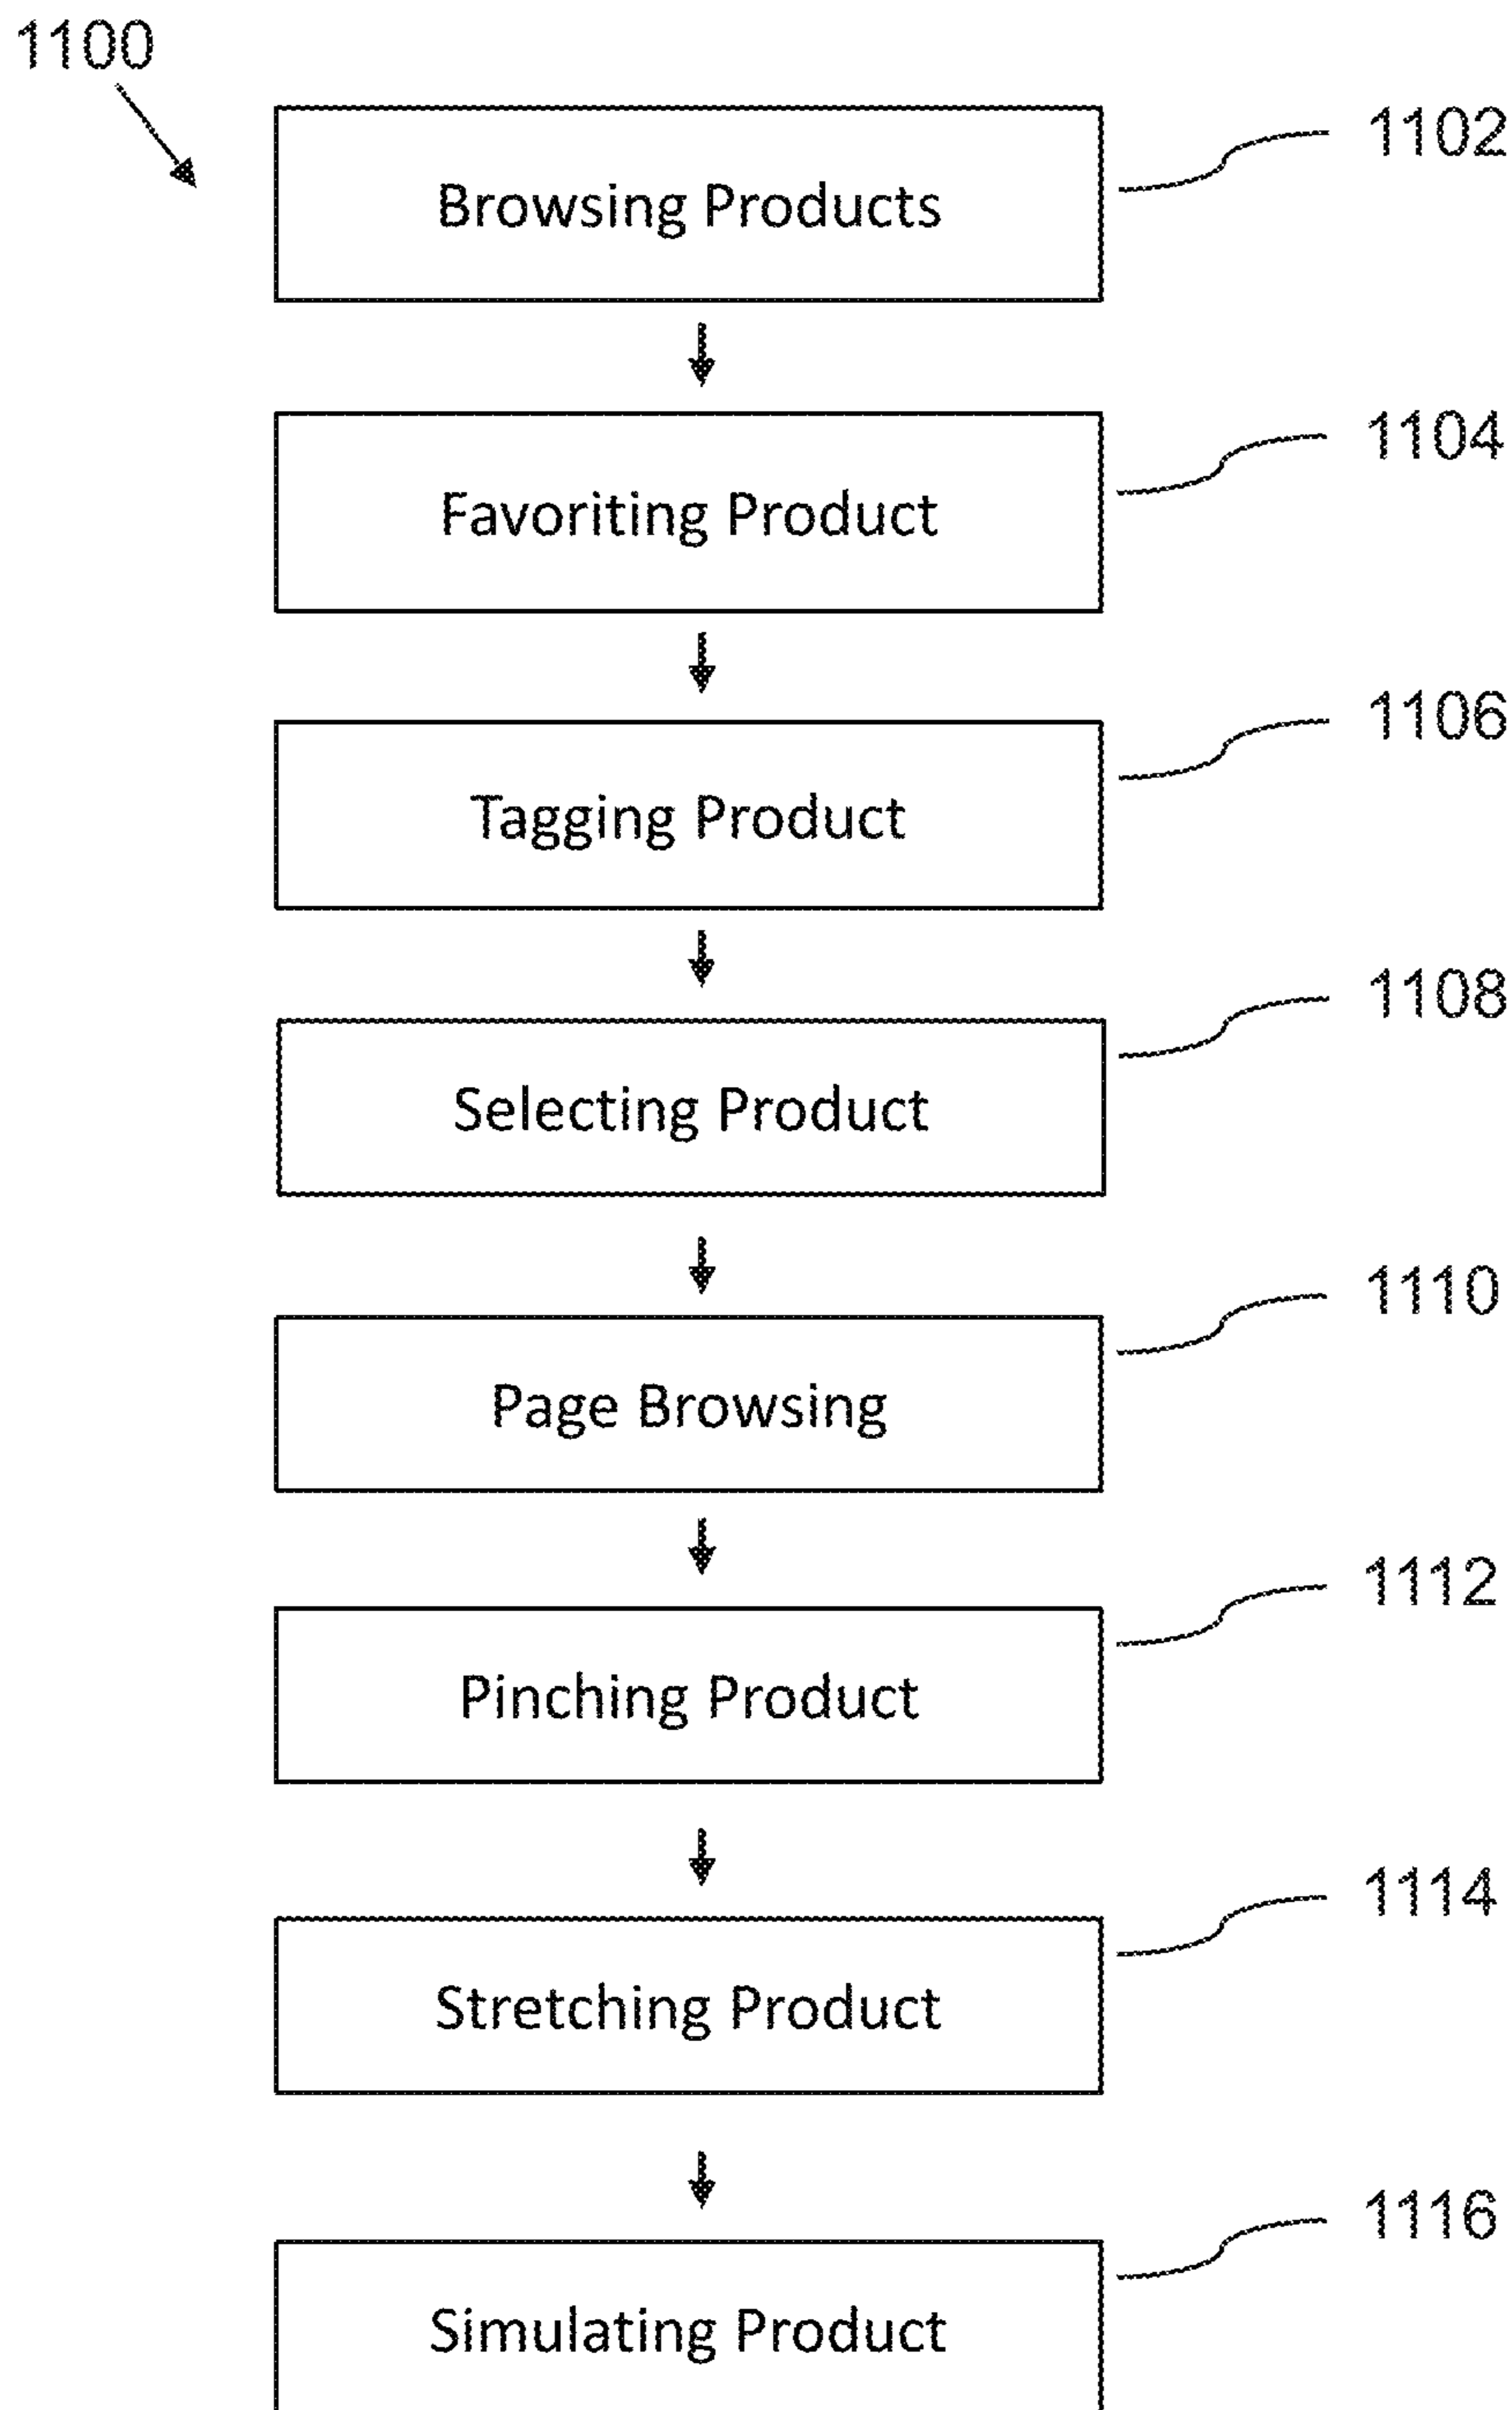 1100
Browsing Products
1102
Favoriting Product
1104
Tagging Product
1106
Selecting Product
1108
Page Browsing
1110
Pinching Product
1112
Stretching Product
1114
Simulating Product
1116